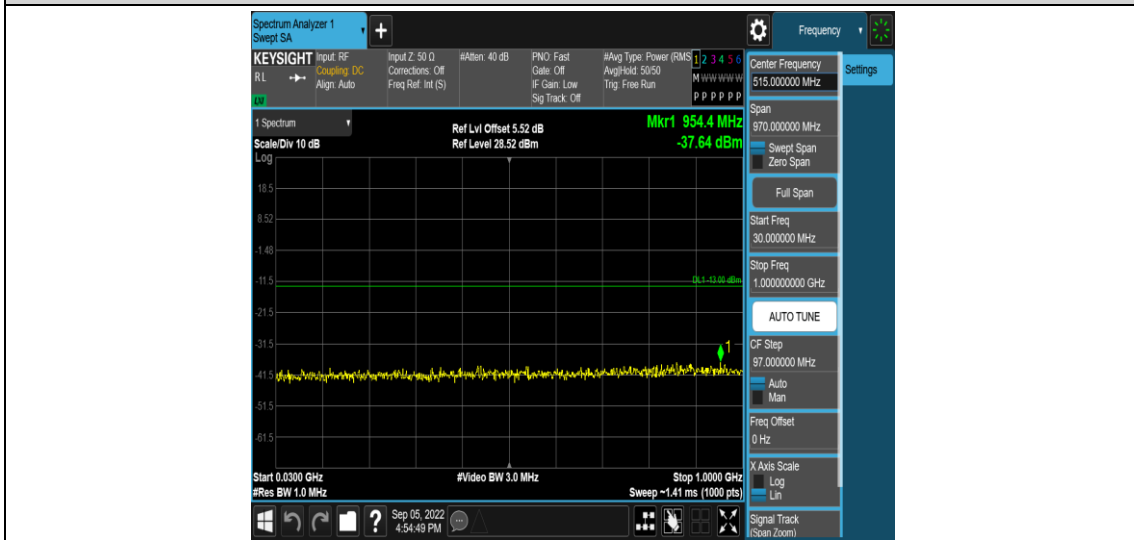 Spectrum Analyzer 1
Swept SA
+
Frequency
KEYSIGHT
RL
LXI
Input: RF
Coupling: DC
Align: Auto
Input Z: 50 Ω
Corrections: Off
Freq Ref: Int (S)
#Atten: 40 dB
PNO: Fast
Gate: Off
IF Gain: Low
Sig Track: Off
#Avg Type: Power (RMS
Avg|Hold: 50/50
Trig: Free Run
1 2 3 4 5 6
M W W W W W
P P P P P P
1 Spectrum
Scale/Div 10 dB
Log
Ref Lvl Offset 5.52 dB
Ref Level 28.52 dBm
Mkr1 954.4 MHz
-37.64 dBm
18.5
8.52
-1.48
-11.5
DL1 -13.00 dBm
-21.5
-31.5
1
-41.5
-51.5
-61.5
Start 0.0300 GHz
#Res BW 1.0 MHz
#Video BW 3.0 MHz
Stop 1.0000 GHz
Sweep ~1.41 ms (1000 pts)
?
Sep 05, 2022
4:54:49 PM
Center Frequency
515.000000 MHz
Settings
Span
970.000000 MHz
Swept Span
Zero Span
Full Span
Start Freq
30.000000 MHz
Stop Freq
1.000000000 GHz
AUTO TUNE
CF Step
97.000000 MHz
Auto
Man
Freq Offset
0 Hz
X Axis Scale
Log
Lin
Signal Track
(Span Zoom)